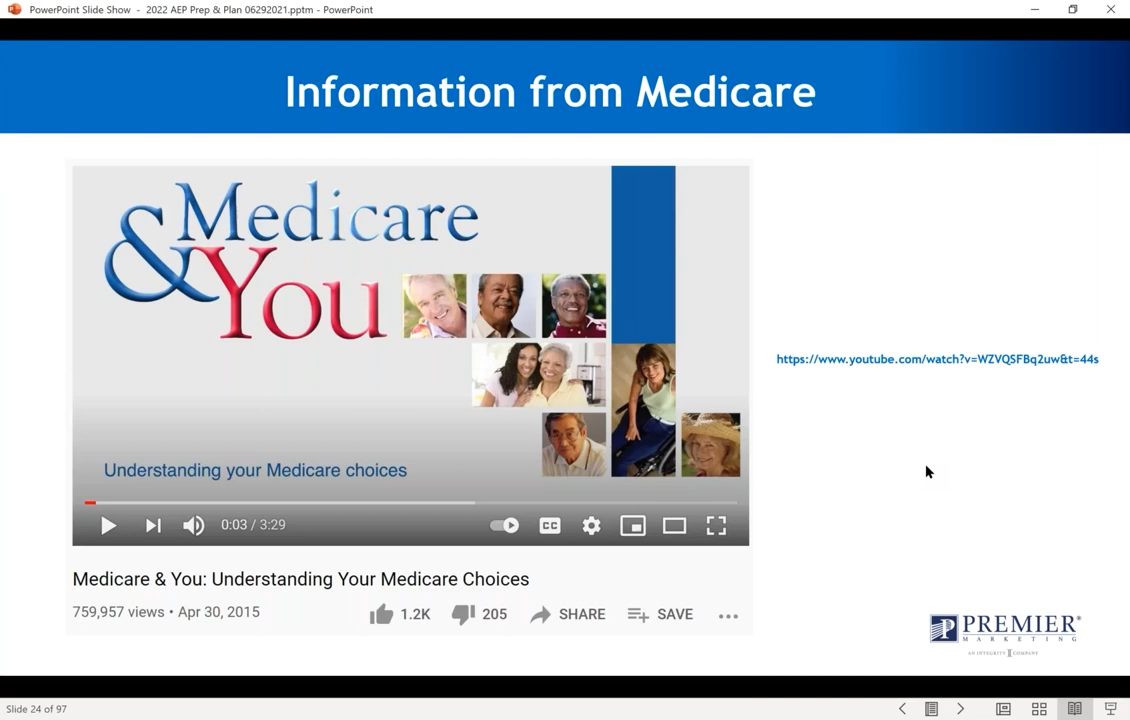 PowerPoint Slide Show - 2022 AEP Prep & Plan 06292021.pptm - PowerPoint
Information from Medicare
Medicare
& You
Understanding your Medicare choices
https://www.youtube.com/watch?v=WZVQSFBq2uw&t=44s
0:03 / 3:29
CC
Medicare & You: Understanding Your Medicare Choices
759,957 views • Apr 30, 2015
1.2K 205 SHARE SAVE
PREMIER®
MARKETING
AN INTEGRITY COMPANY
Slide 24 of 97